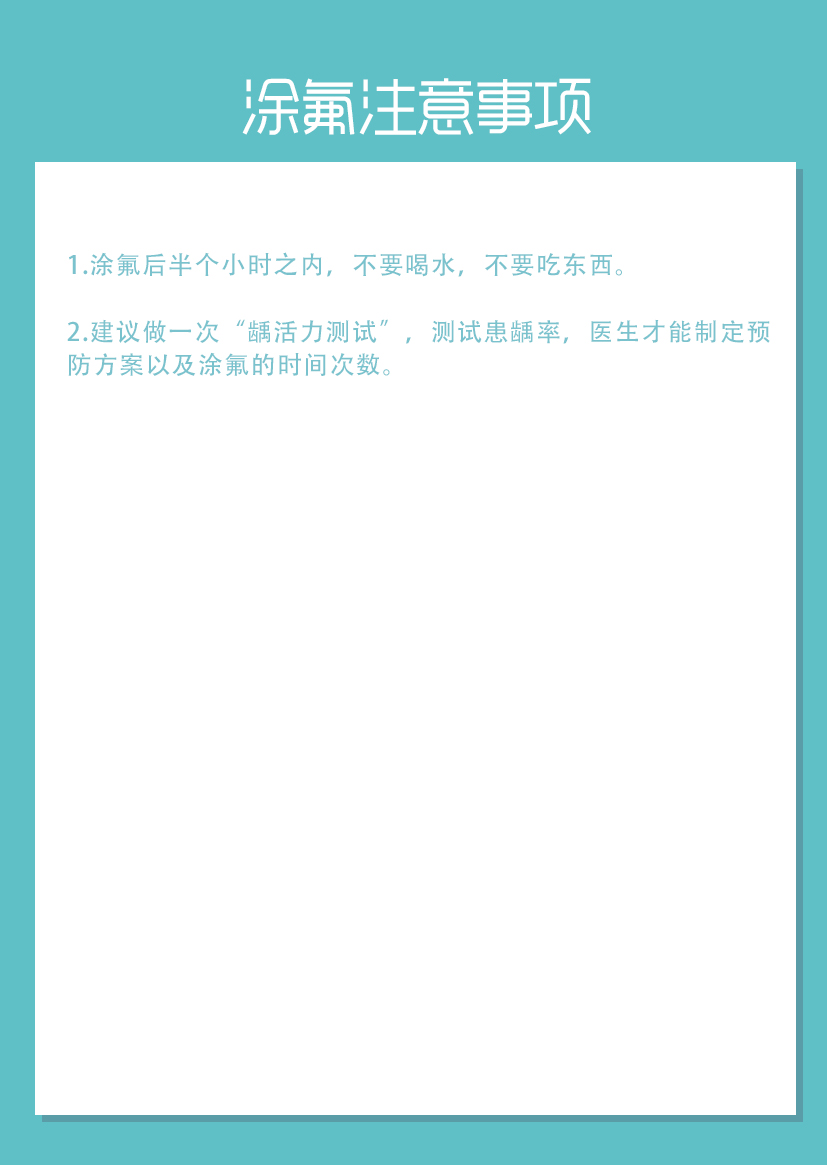 涂氟注意事项
1.涂氟后半个小时之内，不要喝水，不要吃东西。
2.建议做一次“龋活力测试”，测试患龋率，医生才能制定预
防方案以及涂氟的时间次数。